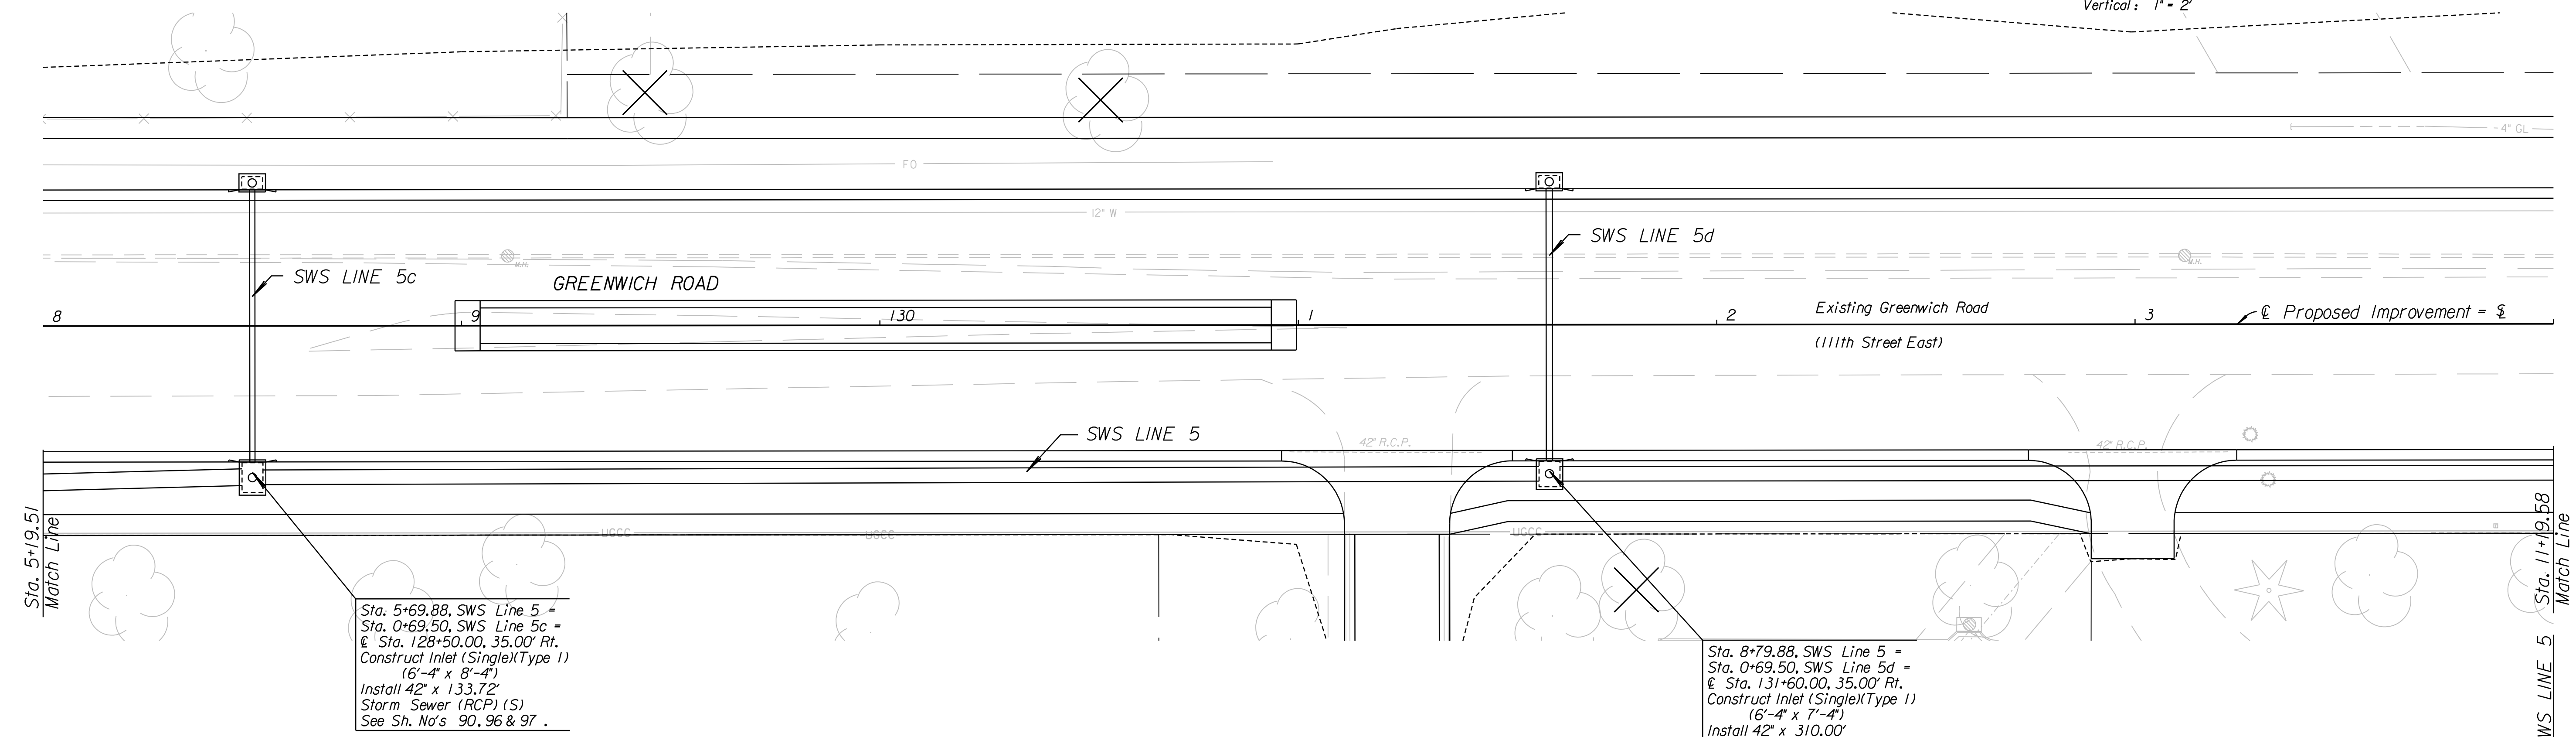 Vertical: 1" = 2'
4" GL
FO
12" W
SWS LINE 5d
M.H.
M.H.
SWS LINE 5c
GREENWICH ROAD
8
9
130
1
2
Existing Greenwich Road
3
℄ Proposed Improvement =
(111th Street East)
SWS LINE 5
42" R.C.P.
42" R.C.P.
Sta. 5+19.51
Match Line
UGCC
UGCC
UGCC
Sta. 11+19.58
Match Line
WS LINE 5
Sta. 5+69.88, SWS Line 5 =
Sta. 0+69.50, SWS Line 5c =
℄ Sta. 128+50.00, 35.00' Rt.
Construct Inlet (Single)(Type 1)
(6'-4" x 8'-4")
Install 42" x 133.72'
Storm Sewer (RCP) (S)
See Sh. No's 90, 96 & 97 .
Sta. 8+79.88, SWS Line 5 =
Sta. 0+69.50, SWS Line 5d =
℄ Sta. 131+60.00, 35.00' Rt.
Construct Inlet (Single)(Type 1)
(6'-4" x 7'-4")
Install 42" x 310.00'